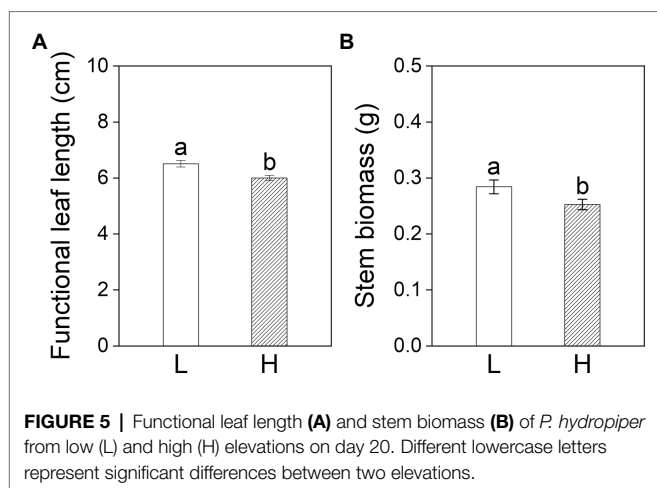 A
Functional leaf length (cm)
10
8
6
4
2
0
a
b
L
H
B
Stem biomass (g)
0.5
0.4
0.3
0.2
0.1
0.0
a
b
L
H
FIGURE 5 | Functional leaf length (A) and stem biomass (B) of P. hydropiper
from low (L) and high (H) elevations on day 20. Different lowercase letters
represent significant differences between two elevations.